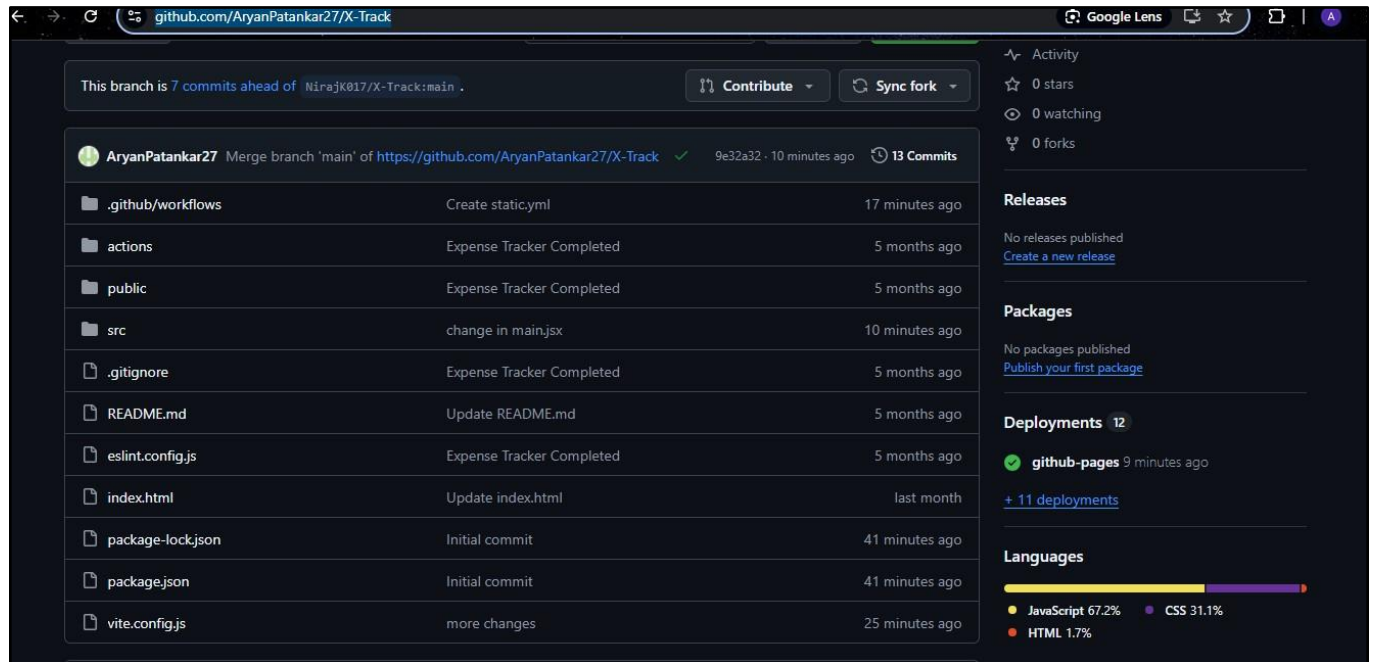 github.com/AryanPatankar27/X-Track
Google Lens
A
This branch is 7 commits ahead of NirajK017/X-Track:main .
Contribute
Sync fork
AryanPatankar27 Merge branch 'main' of https://github.com/AryanPatankar27/X-Track
9e32a32 · 10 minutes ago
13 Commits
.github/workflows Create static.yml 17 minutes ago
actions Expense Tracker Completed 5 months ago
public Expense Tracker Completed 5 months ago
src change in main.jsx 10 minutes ago
.gitignore Expense Tracker Completed 5 months ago
README.md Update README.md 5 months ago
eslint.config.js Expense Tracker Completed 5 months ago
index.html Update index.html last month
package-lock.json Initial commit 41 minutes ago
package.json Initial commit 41 minutes ago
vite.config.js more changes 25 minutes ago
Activity
0 stars
0 watching
0 forks
Releases
No releases published
Create a new release
Packages
No packages published
Publish your first package
Deployments 12
github-pages 9 minutes ago
+ 11 deployments
Languages
JavaScript 67.2% CSS 31.1%
HTML 1.7%